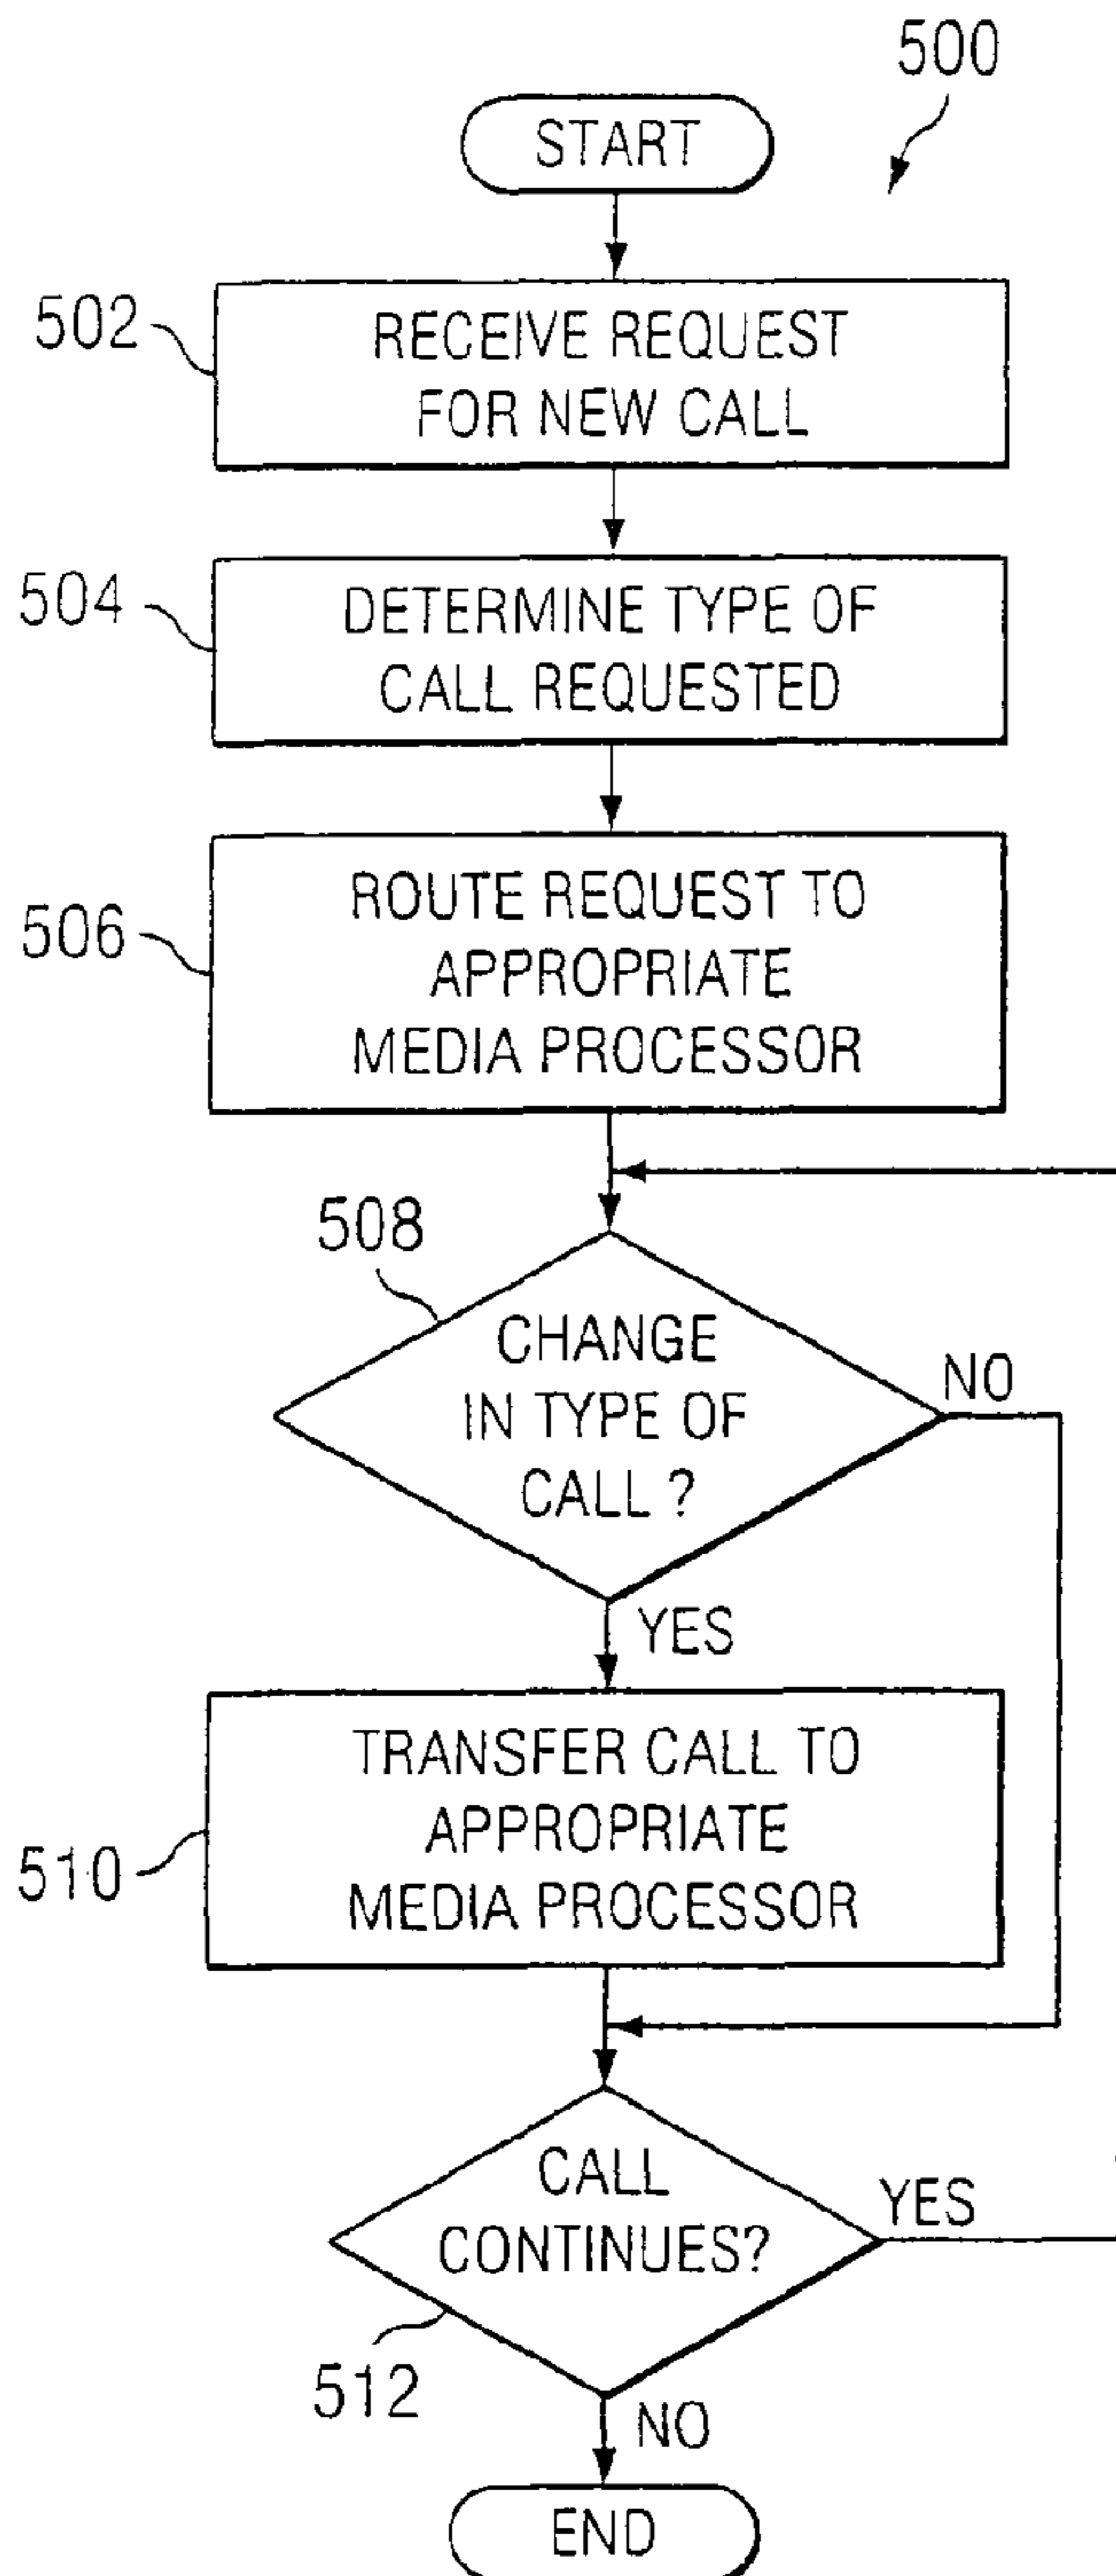 500
START
502
RECEIVE REQUEST
FOR NEW CALL
504
DETERMINE TYPE OF
CALL REQUESTED
506
ROUTE REQUEST TO
APPROPRIATE
MEDIA PROCESSOR
508
CHANGE
IN TYPE OF
CALL ?
NO
YES
510
TRANSFER CALL TO
APPROPRIATE
MEDIA PROCESSOR
CALL
CONTINUES?
YES
512
NO
END